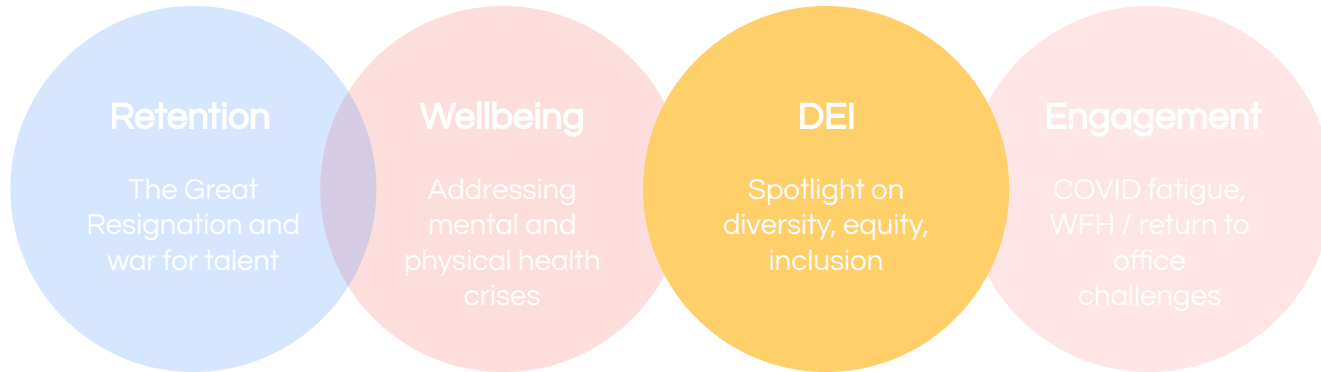 Retention
The Great
Resignation and
war for talent
Wellbeing
Addressing
mental and
physical health
crises
DEI
Spotlight on
diversity, equity,
inclusion
Engagement
COVID fatigue,
WFH / return to
office
challenges